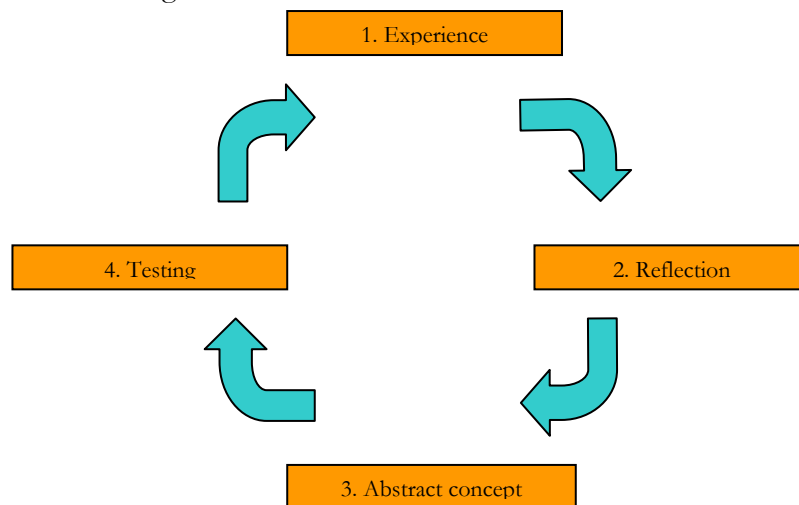 1. Experience
4. Testing
2. Reflection
3. Abstract concept